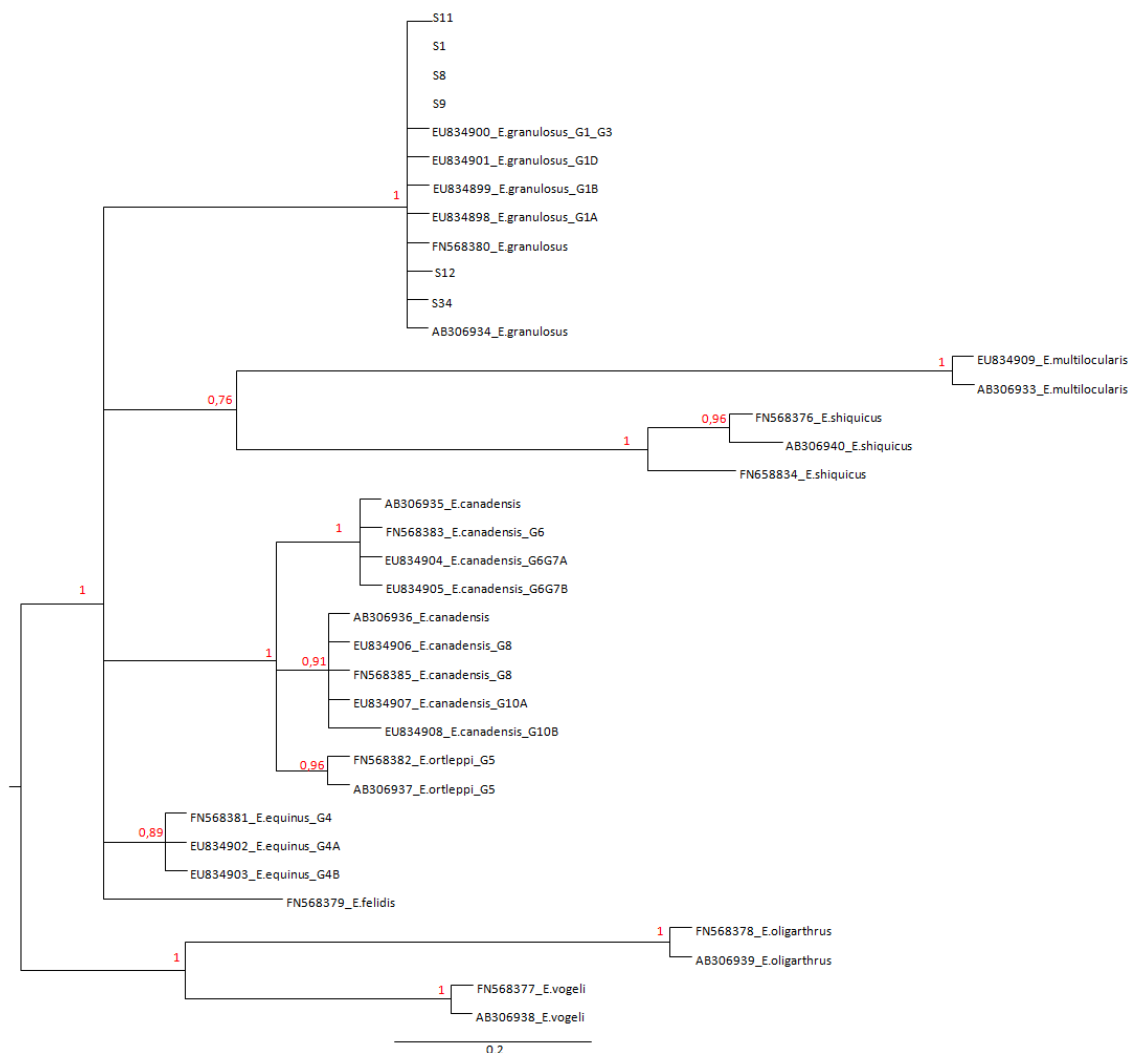 S11
S1
S8
S9
EU834900_E.granulosus_G1_G3
EU834901_E.granulosus_G1D
EU834899_E.granulosus_G1B
1
EU834898_E.granulosus_G1A
FN568380_E.granulosus
S12
S34
AB306934_E.granulosus
EU834909_E.multilocularis
1
AB306933_E.multilocularis
0,76
FN568376_E.shiquicus
0,96
AB306940_E.shiquicus
1
FN658834_E.shiquicus
AB306935_E.canadensis
1
FN568383_E.canadensis_G6
EU834904_E.canadensis_G6G7A
EU834905_E.canadensis_G6G7B
1
AB306936_E.canadensis
EU834906_E.canadensis_G8
1
0,91
FN568385_E.canadensis_G8
EU834907_E.canadensis_G10A
EU834908_E.canadensis_G10B
FN568382_E.ortleppi_G5
0,96
AB306937_E.ortleppi_G5
FN568381_E.equinus_G4
0,89
EU834902_E.equinus_G4A
EU834903_E.equinus_G4B
FN568379_E.felidis
FN568378_E.oligarthrus
1
AB306939_E.oligarthrus
1
FN568377_E.vogeli
1
AB306938_E.vogeli
0.2